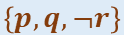 {p, q, ¬r}